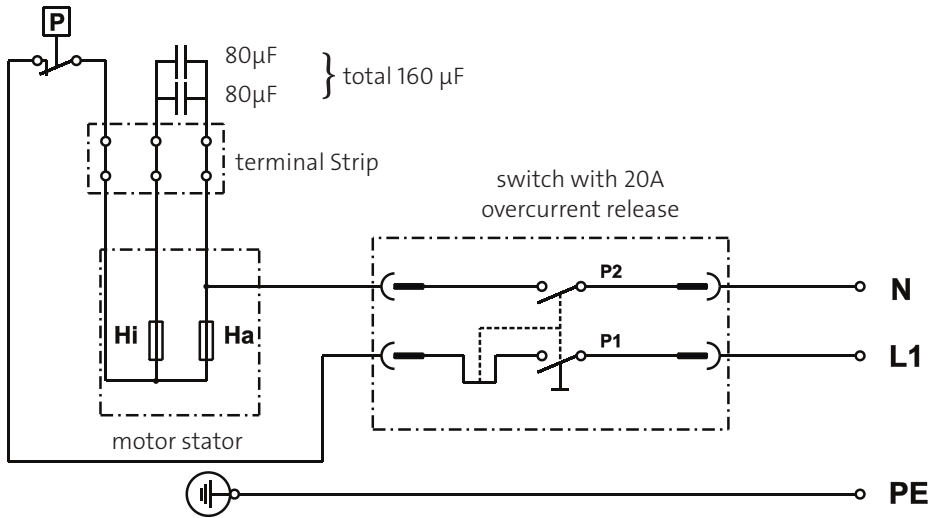 P
80µF
80µF
} total 160 µF
terminal Strip
switch with 20A
overcurrent release
P2
N
Hi
Ha
P1
L1
motor stator
PE